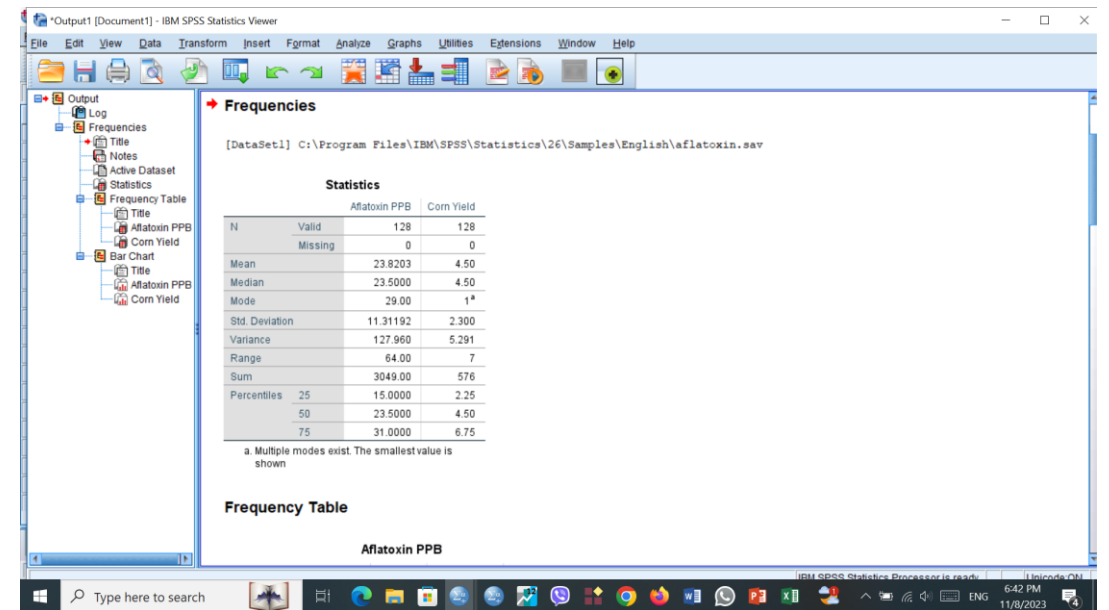 *Output1 [Document1] - IBM SPSS Statistics Viewer
File Edit View Data Transform Insert Format Analyze Graphs Utilities Extensions Window Help
Output
Log
Frequencies
Title
Notes
Active Dataset
Statistics
Frequency Table
Title
Aflatoxin PPB
Corn Yield
Bar Chart
Title
Aflatoxin PPB
Corn Yield
Frequencies
[DataSet1] C:\Program Files\IBM\SPSS\Statistics\26\Samples\English\aflatoxin.sav
Statistics
Aflatoxin PPB Corn Yield
N Valid 128 128
Missing 0 0
Mean 23.8203 4.50
Median 23.5000 4.50
Mode 29.00 1a
Std. Deviation 11.31192 2.300
Variance 127.960 5.291
Range 64.00 7
Sum 3049.00 576
Percentiles 25 15.0000 2.25
50 23.5000 4.50
75 31.0000 6.75
a. Multiple modes exist. The smallest value is
shown
Frequency Table
Aflatoxin PPB
IBM SPSS Statistics Processor is ready Unicode:ON
Type here to search
ENG
6:42 PM
11/8/2023
4